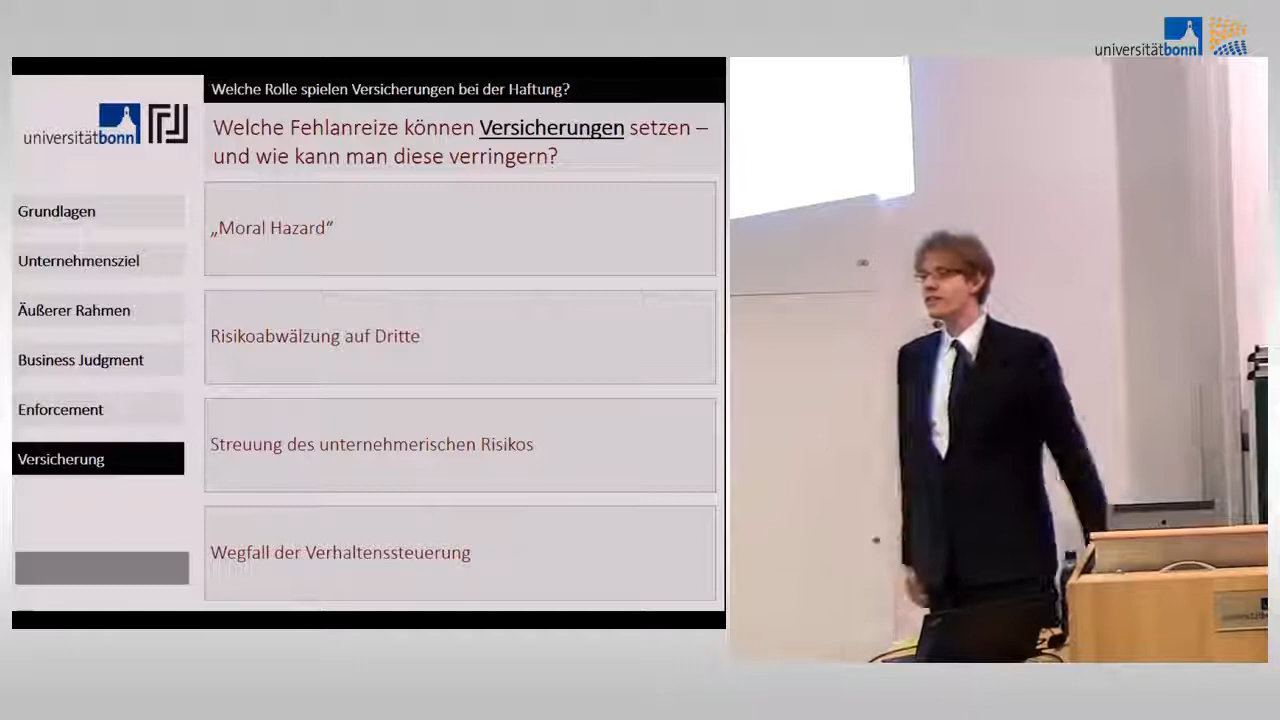 universitätbonn
Welche Rolle spielen Versicherungen bei der Haftung?
universitätbonn
Welche Fehlanreize können Versicherungen setzen –
und wie kann man diese verringern?
Grundlagen
Unternehmensziel
Äußerer Rahmen
Business Judgment
Enforcement
Versicherung
„Moral Hazard“
Risikoabwälzung auf Dritte
Streuung des unternehmerischen Risikos
Wegfall der Verhaltenssteuerung